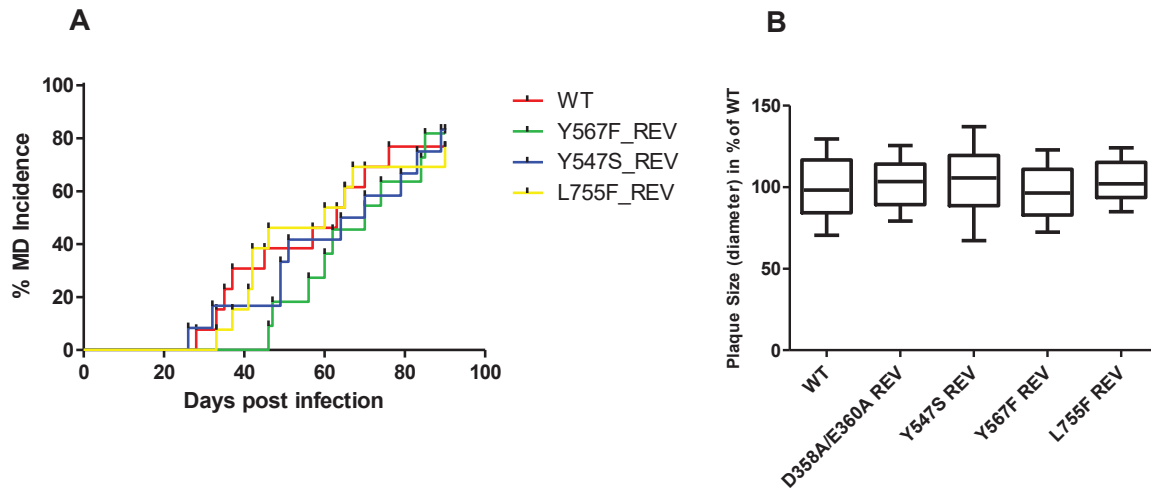 A
% MD Incidence
100
80
60
40
20
0
0 20 40 60 80 100
Days post infection
WT
Y567F_REV
Y547S_REV
L755F_REV
B
Plaque Size (diameter) in % of WT
150
100
50
0
WT
D358A/E360A REV
Y547S REV
Y567F REV
L755F REV